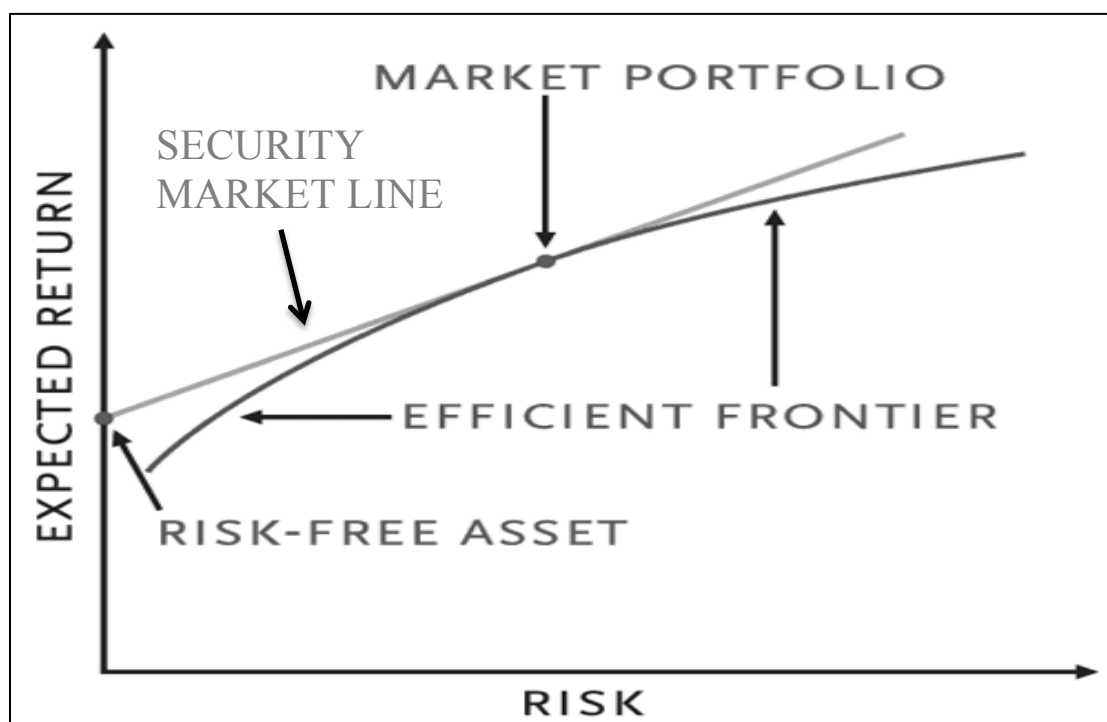 MARKET PORTFOLIO
SECURITY
MARKET LINE
EXPECTED RETURN
EFFICIENT FRONTIER
RISK-FREE ASSET
RISK